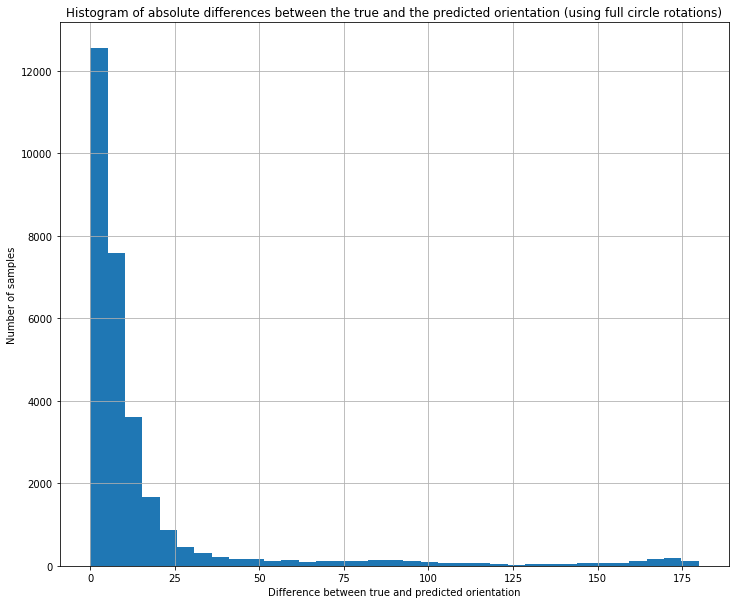 Histogram of absolute differences between the true and the predicted orientation (using full circle rotations)
12000
10000
8000
6000
4000
2000
0
Number of samples
0 25 50 75 100 125 150 175
Difference between true and predicted orientation